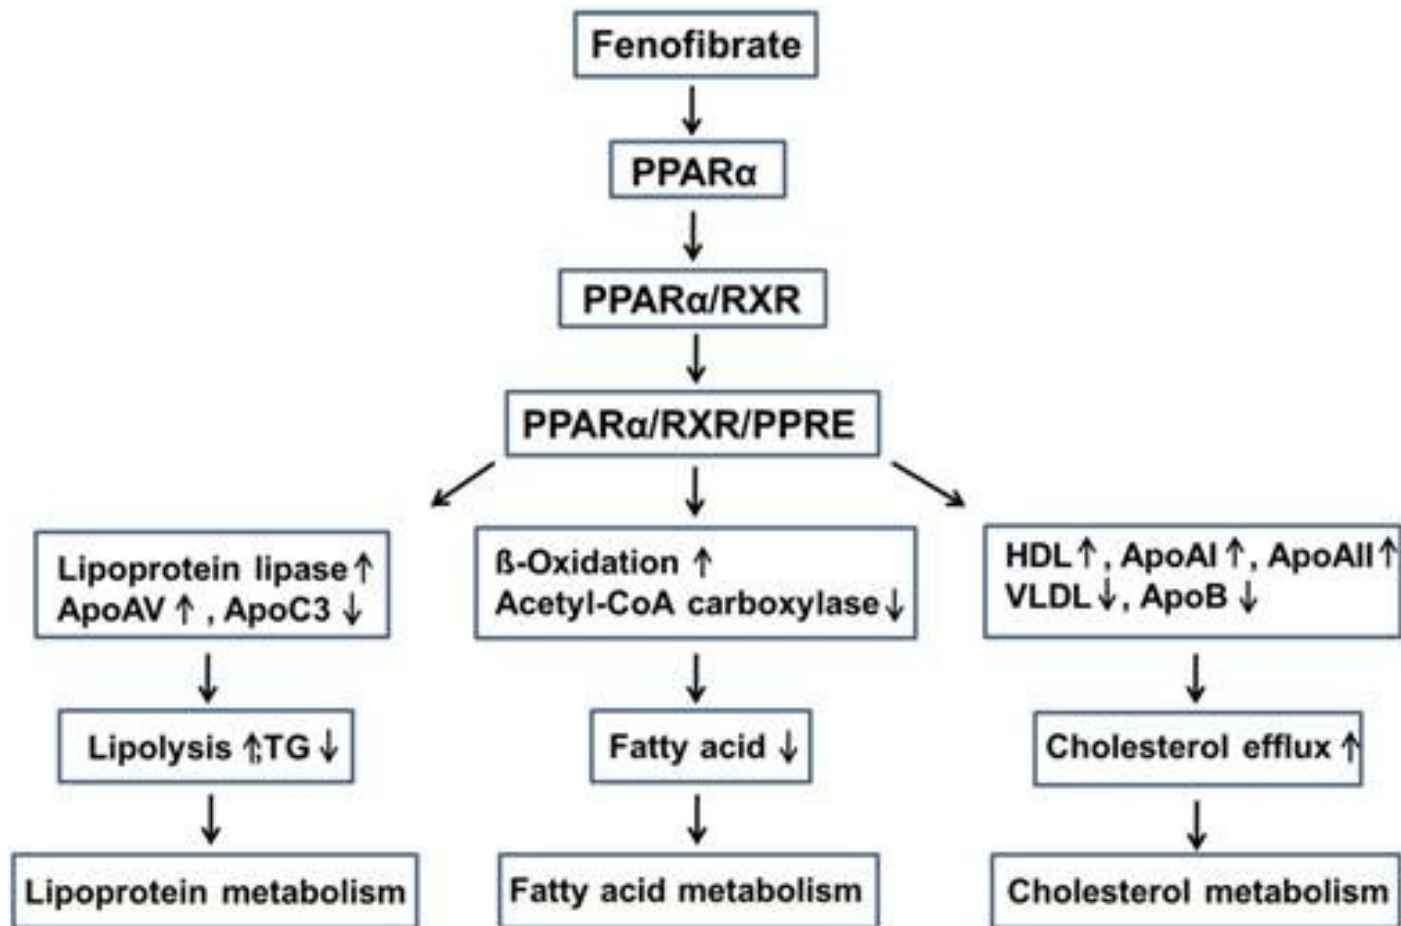 Fenofibrate
PPARα
PPARα/RXR
PPARα/RXR/PPRE
Lipoprotein lipase↑
ApoAV ↑ , ApoC3 ↓
ß-Oxidation ↑
Acetyl-CoA carboxylase↓
HDL↑, ApoAI↑, ApoAII↑
VLDL↓, ApoB ↓
Lipolysis ↑;TG↓
Fatty acid ↓
Cholesterol efflux↑
Lipoprotein metabolism
Fatty acid metabolism
Cholesterol metabolism